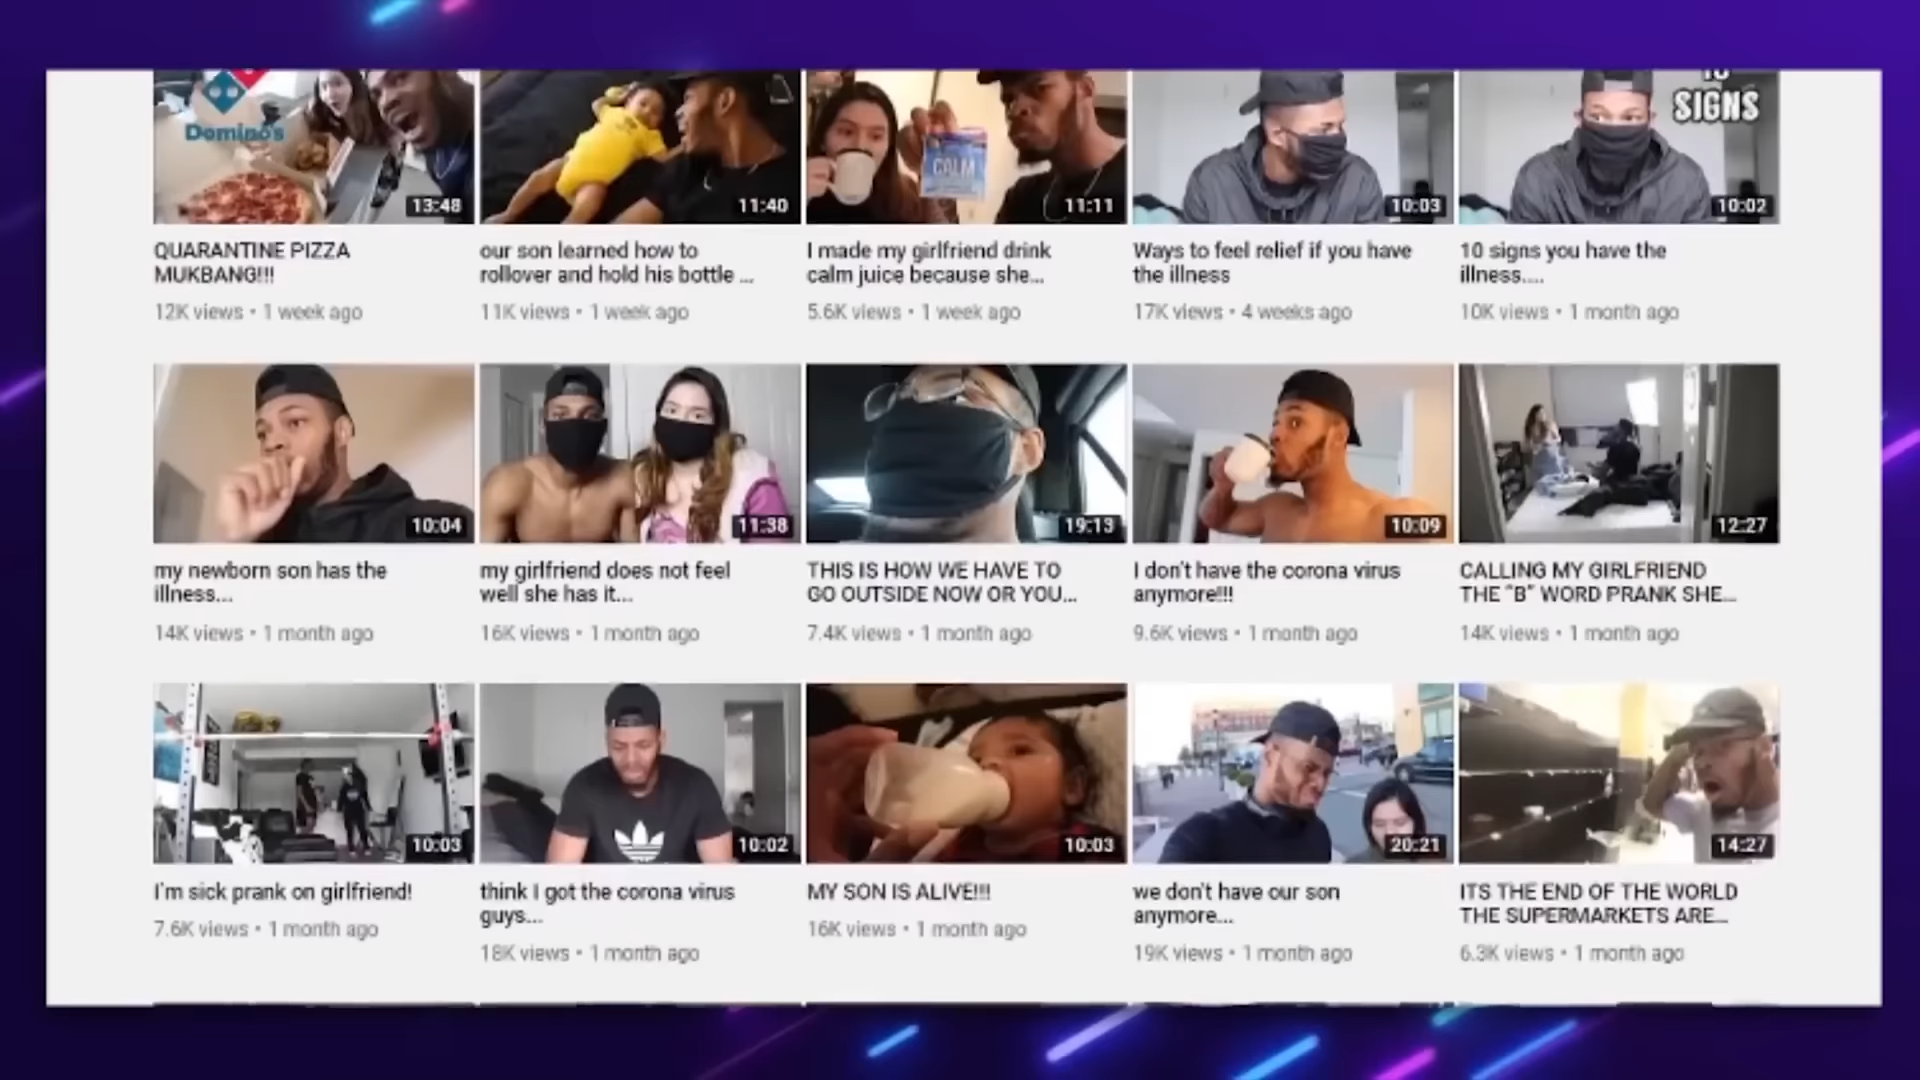 Domino's
CALM
10
SIGNS
13:48
11:40
11:11
10:03
10:02
QUARANTINE PIZZA
MUKBANG!!!
12K views • 1 week ago
our son learned how to
rollover and hold his bottle ...
11K views • 1 week ago
I made my girlfriend drink
calm juice because she...
5.6K views • 1 week ago
Ways to feel relief if you have
the illness
17K views • 4 weeks ago
10 signs you have the
illness....
10K views • 1 month ago
10:04
11:38
19:13
10:09
12:27
my newborn son has the
illness...
14K views • 1 month ago
my girlfriend does not feel
well she has it...
16K views • 1 month ago
THIS IS HOW WE HAVE TO
GO OUTSIDE NOW OR YOU...
7.4K views • 1 month ago
I don't have the corona virus
anymore!!!
9.6K views • 1 month ago
CALLING MY GIRLFRIEND
THE "B" WORD PRANK SHE...
14K views • 1 month ago
10:03
10:02
10:03
20:21
14:27
I'm sick prank on girlfriend!
7.6K views • 1 month ago
think I got the corona virus
guys...
18K views • 1 month ago
MY SON IS ALIVE!!!
16K views • 1 month ago
we don't have our son
anymore...
19K views • 1 month ago
ITS THE END OF THE WORLD
THE SUPERMARKETS ARE...
6.3K views • 1 month ago